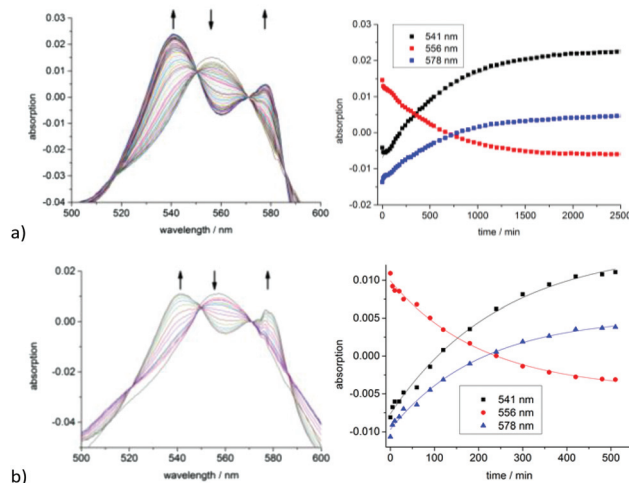 0.03
0.02
0.01
0.00
-0.01
-0.02
-0.03
-0.04
absorption
500 520 540 560 580 600
wavelength / nm
0.03
0.02
0.01
0.00
-0.01
-0.02
absorption
541 nm
556 nm
578 nm
0 500 1000 1500 2000 2500
time / min
a)
0.02
0.00
-0.02
-0.04
absorption
500 520 540 560 580 600
wavelength / nm
0.010
0.005
0.000
-0.005
-0.010
absorption
541 nm
556 nm
578 nm
0 100 200 300 400 500
time / min
b)